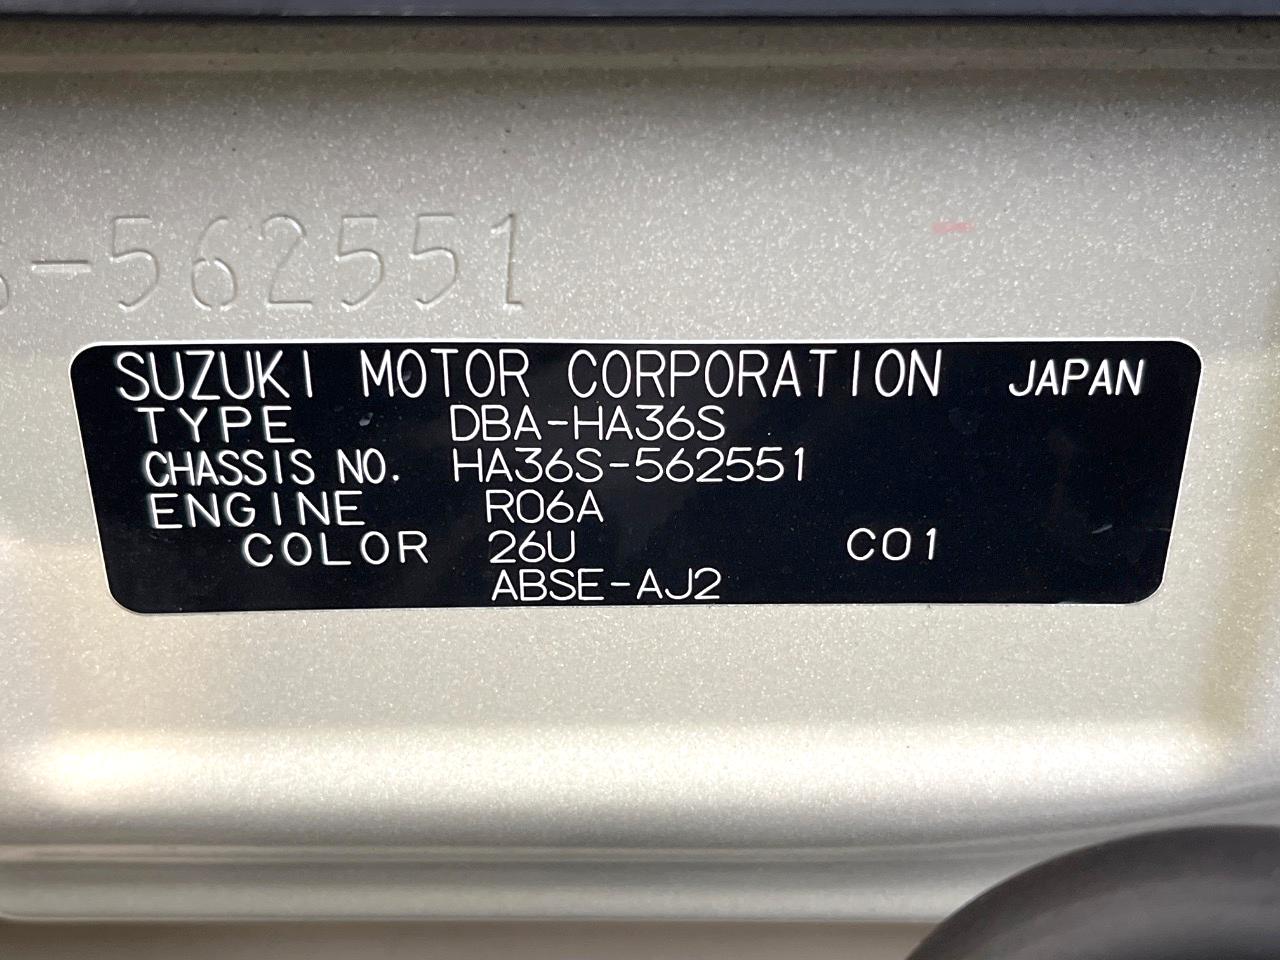 -562551
SUZUKI MOTOR CORPORATION JAPAN
TYPE DBA-HA36S
CHASSIS NO. HA36S-562551
ENGINE R06A
COLOR 26U C01
ABSE-AJ2